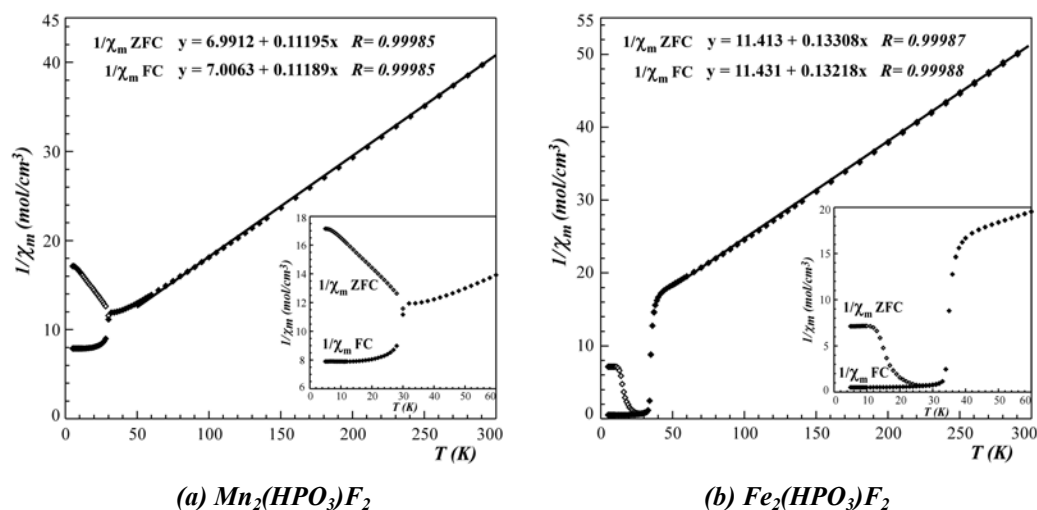 1/χm ZFC y = 6.9912 + 0.11195x R= 0.99985
1/χm FC y = 7.0063 + 0.11189x R= 0.99985
1/χm (mol/cm³)
45
40
30
20
10
0
0 50 100 150 200 250 300
T (K)
1/χm (mol/cm³)
18
16
14
12
10
8
6
1/χm ZFC
1/χm FC
0 10 20 30 40 50 60
T (K)
(a) Mn₂(HPO₃)F₂
1/χm ZFC y = 11.413 + 0.13308x R= 0.99987
1/χm FC y = 11.431 + 0.13218x R= 0.99988
1/χm (mol/cm³)
50
40
30
20
10
0
0 50 100 150 200 250 300
T (K)
1/χm (mol/cm³)
20
15
10
5
0
1/χm ZFC
1/χm FC
0 10 20 30 40 50 60
T (K)
(b) Fe₂(HPO₃)F₂